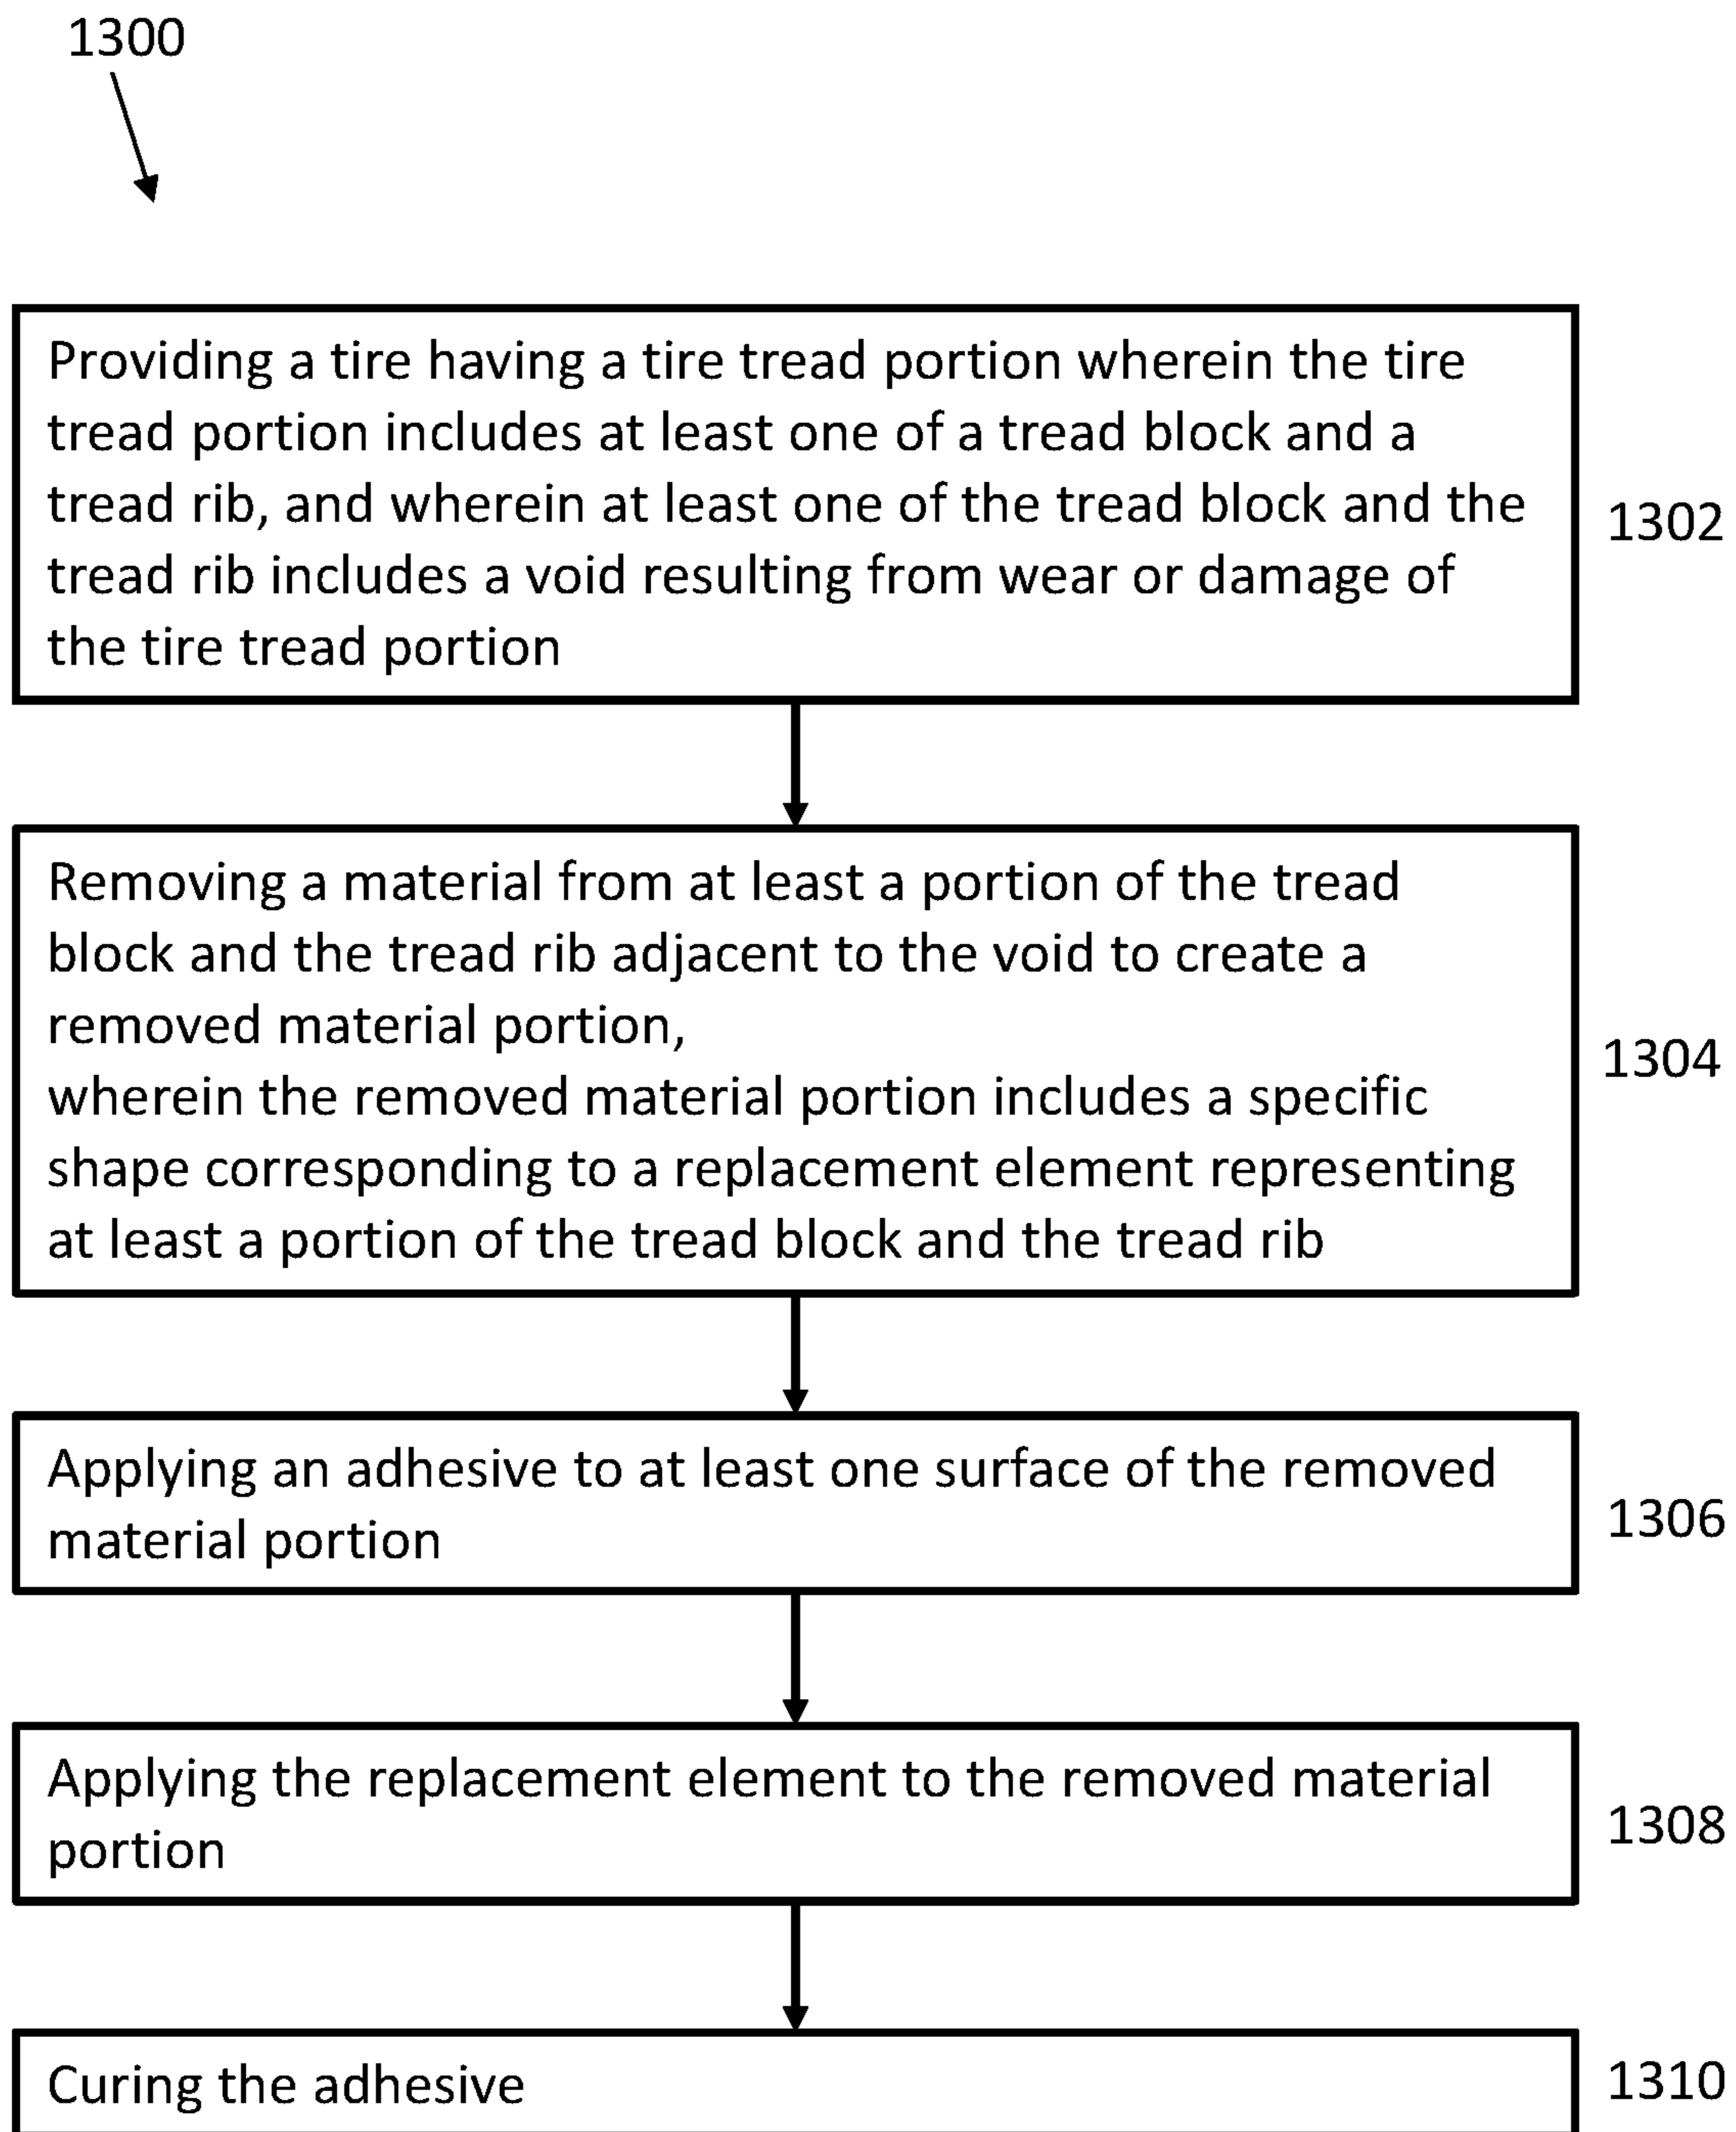 1300
Providing a tire having a tire tread portion wherein the tire
tread portion includes at least one of a tread block and a
tread rib, and wherein at least one of the tread block and the
tread rib includes a void resulting from wear or damage of
the tire tread portion
1302
Removing a material from at least a portion of the tread
block and the tread rib adjacent to the void to create a
removed material portion,
wherein the removed material portion includes a specific
shape corresponding to a replacement element representing
at least a portion of the tread block and the tread rib
1304
Applying an adhesive to at least one surface of the removed
material portion
1306
Applying the replacement element to the removed material
portion
1308
Curing the adhesive
1310